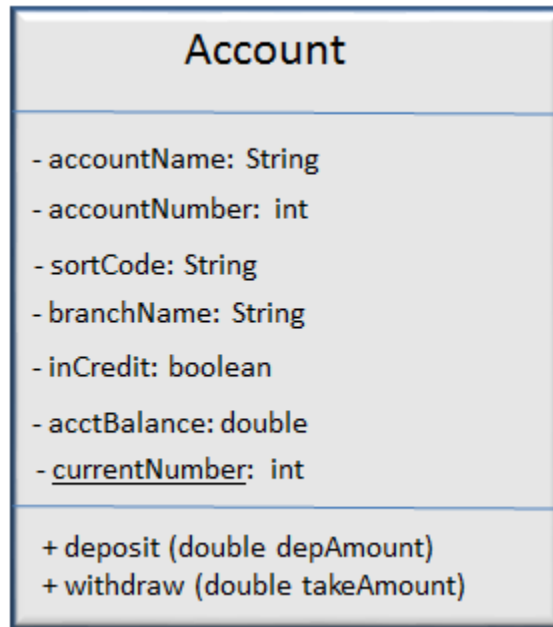 Account
- accountName: String
- accountNumber: int
- sortCode: String
- branchName: String
- inCredit: boolean
- acctBalance: double
- currentNumber: int
+ deposit (double depAmount)
+ withdraw (double takeAmount)